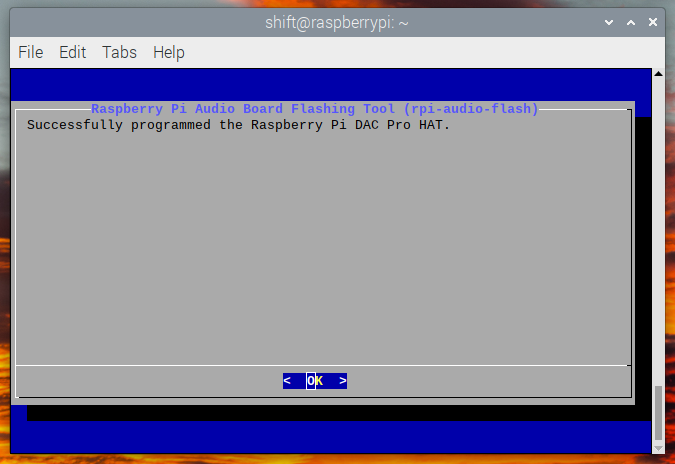 shift@raspberrypi: ~
File Edit Tabs Help
Raspberry Pi Audio Board Flashing Tool (rpi-audio-flash)
Successfully programmed the Raspberry Pi DAC Pro HAT.
< OK >